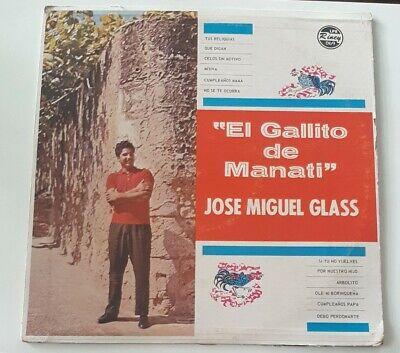 TUS RELIQUIAS
QUE DIGAN
CELOS SIN MOTIVO
CUMPLEAÑOS MAMA
NO SE TE OCURRA
Rincy
"El Gallito
de
Manati"
JOSE MIGUEL GLASS
SI TU NO VUELVES
POR NUESTRO HIJO
ARBOLITO
OLE MI BORINQUEÑA
CUMPLEAÑOS PAPA
DEBO PERDONARTE